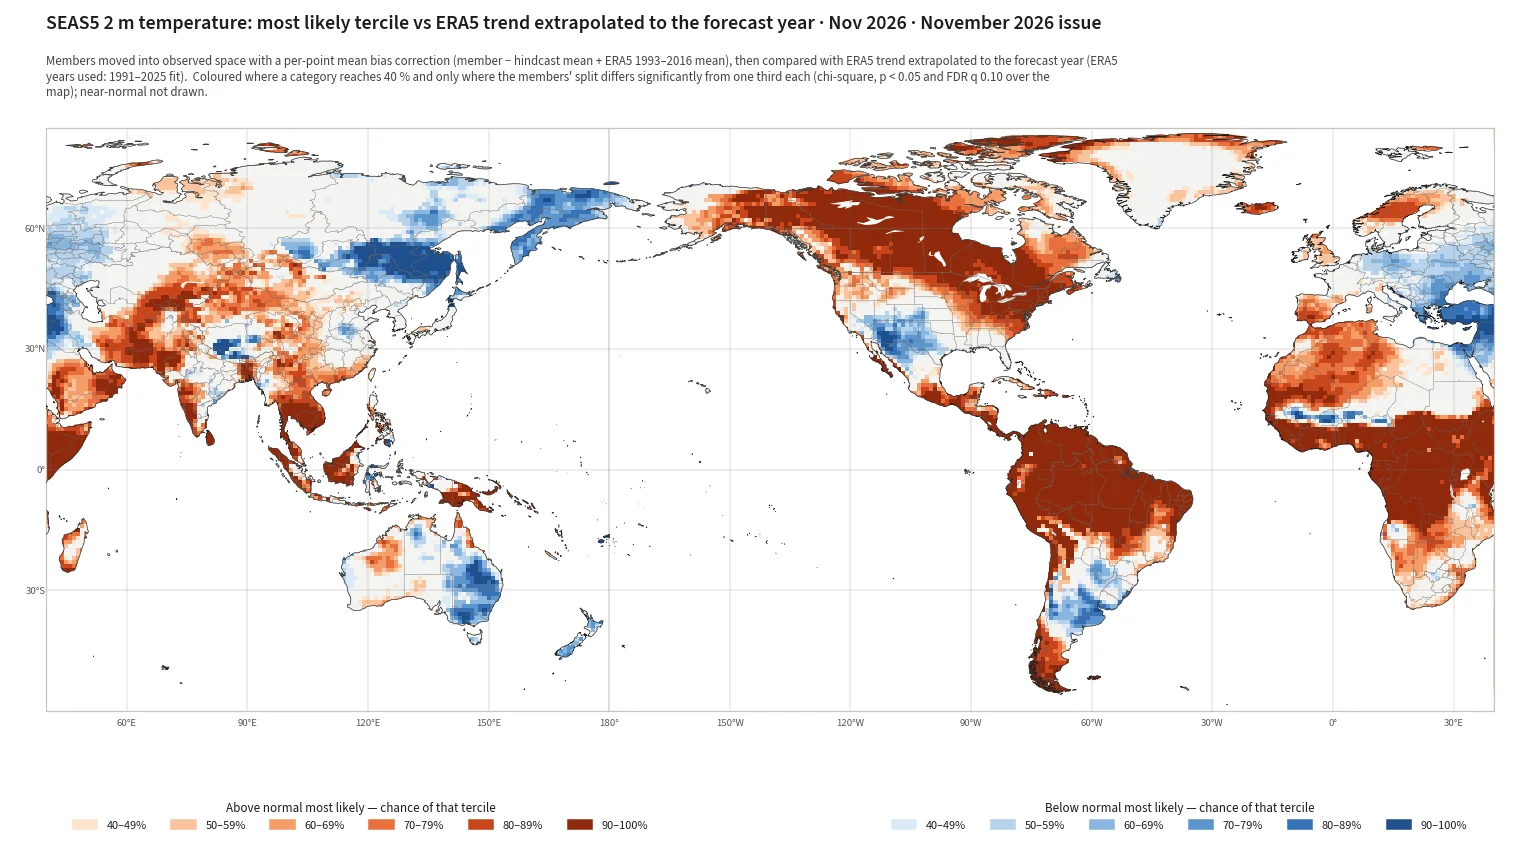 SEAS5 2 m temperature: most likely tercile vs ERA5 trend extrapolated to the forecast year · Nov 2026 · November 2026 issue
Members moved into observed space with a per-point mean bias correction (member − hindcast mean + ERA5 1993–2016 mean), then compared with ERA5 trend extrapolated to the forecast year (ERA5
years used: 1991–2025 fit). Coloured where a category reaches 40 % and only where the members' split differs significantly from one third each (chi-square, p < 0.05 and FDR q 0.10 over the
map); near-normal not drawn.
60°N
30°N
0°
30°S
60°E 90°E 120°E 150°E 180° 150°W 120°W 90°W 60°W 30°W 0° 30°E
Above normal most likely — chance of that tercile
40–49% 50–59% 60–69% 70–79% 80–89% 90–100%
Below normal most likely — chance of that tercile
40–49% 50–59% 60–69% 70–79% 80–89% 90–100%